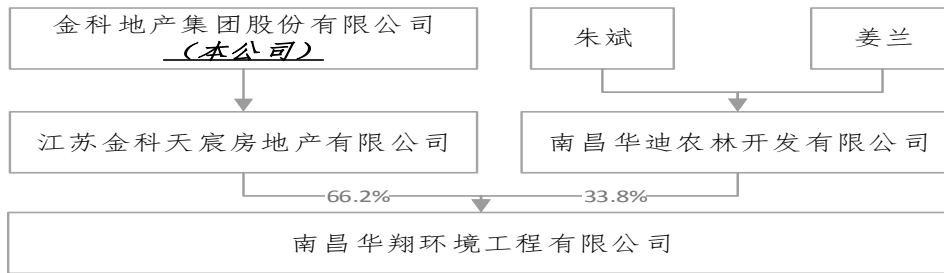 金科地产集团股份有限公司
（本公司）
朱斌
姜兰
江苏金科天宸房地产有限公司
南昌华迪农林开发有限公司
66.2%
33.8%
南昌华翔环境工程有限公司